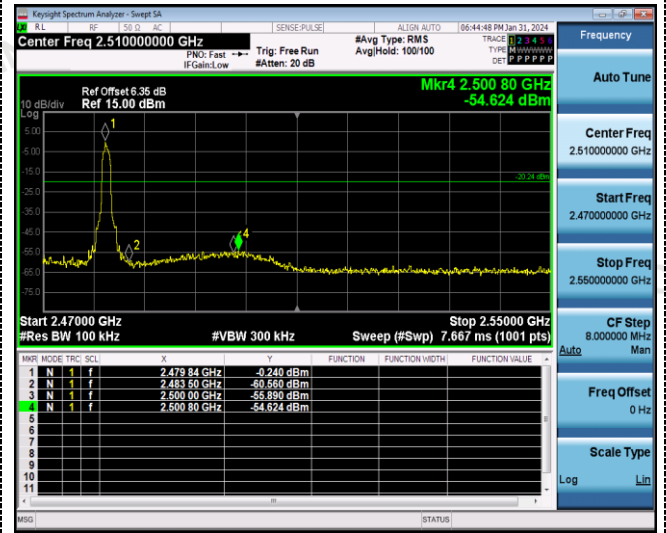 Keysight Spectrum Analyzer - Swept SA
RL RF 50 Ω AC SENSE:PULSE ALIGN AUTO 06:44:48 PM Jan 31, 2024
Center Freq 2.510000000 GHz
PNO: Fast
IFGain:Low
Trig: Free Run
#Atten: 20 dB
#Avg Type: RMS
Avg|Hold: 100/100
TRACE 1 2 3 4 5 6
TYPE M W W W W W
DET P P P P P P
Mkr4 2.500 80 GHz
-54.624 dBm
Ref Offset 6.35 dB
10 dB/div Ref 15.00 dBm
Log
5.00
-5.00
-15.0
-25.0
-35.0
-45.0
-55.0
-65.0
-75.0
1
2
4
-20.24 dBm
Start 2.47000 GHz Stop 2.55000 GHz
#Res BW 100 kHz #VBW 300 kHz Sweep (#Swp) 7.667 ms (1001 pts)
MKR MODE TRC SCL X Y FUNCTION FUNCTION WIDTH FUNCTION VALUE
1 N 1 f 2.479 84 GHz -0.240 dBm
2 N 1 f 2.483 50 GHz -60.560 dBm
3 N 1 f 2.500 00 GHz -55.890 dBm
4 N 1 f 2.500 80 GHz -54.624 dBm
5
6
7
8
9
10
11
MSG STATUS
Frequency
Auto Tune
Center Freq
2.510000000 GHz
Start Freq
2.470000000 GHz
Stop Freq
2.550000000 GHz
CF Step
8.000000 MHz
Auto Man
Freq Offset
0 Hz
Scale Type
Log Lin